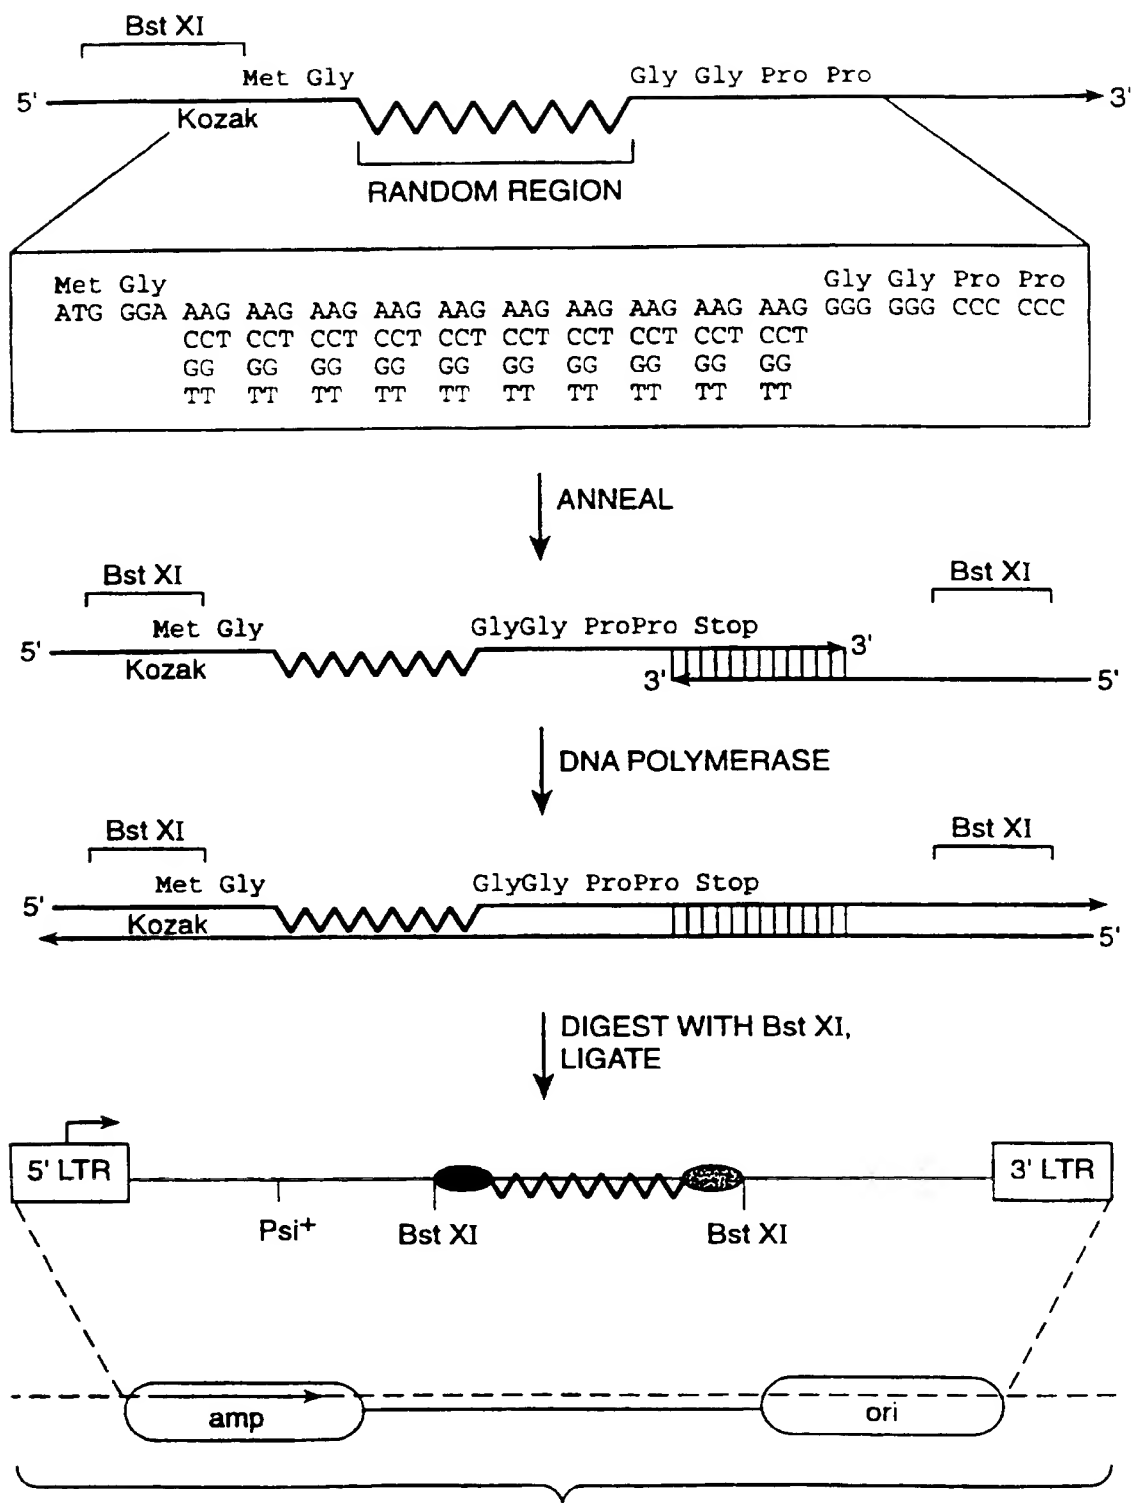 Bst XI
Met Gly
Gly Gly Pro Pro
5'
3'
Kozak
RANDOM REGION
Met Gly
Gly Gly Pro Pro
ATG GGA AAG AAG AAG AAG AAG AAG AAG AAG AAG AAG GGG GGG CCC CCC
CCT CCT CCT CCT CCT CCT CCT CCT CCT CCT
GG GG GG GG GG GG GG GG GG GG
TT TT TT TT TT TT TT TT TT TT
ANNEAL
Bst XI
Bst XI
Met Gly
GlyGly ProPro Stop
5'
3'
Kozak
3'
5'
DNA POLYMERASE
Bst XI
Bst XI
Met Gly
GlyGly ProPro Stop
5'
Kozak
5'
DIGEST WITH Bst XI,
LIGATE
5' LTR
3' LTR
Psi+
Bst XI
Bst XI
amp
ori